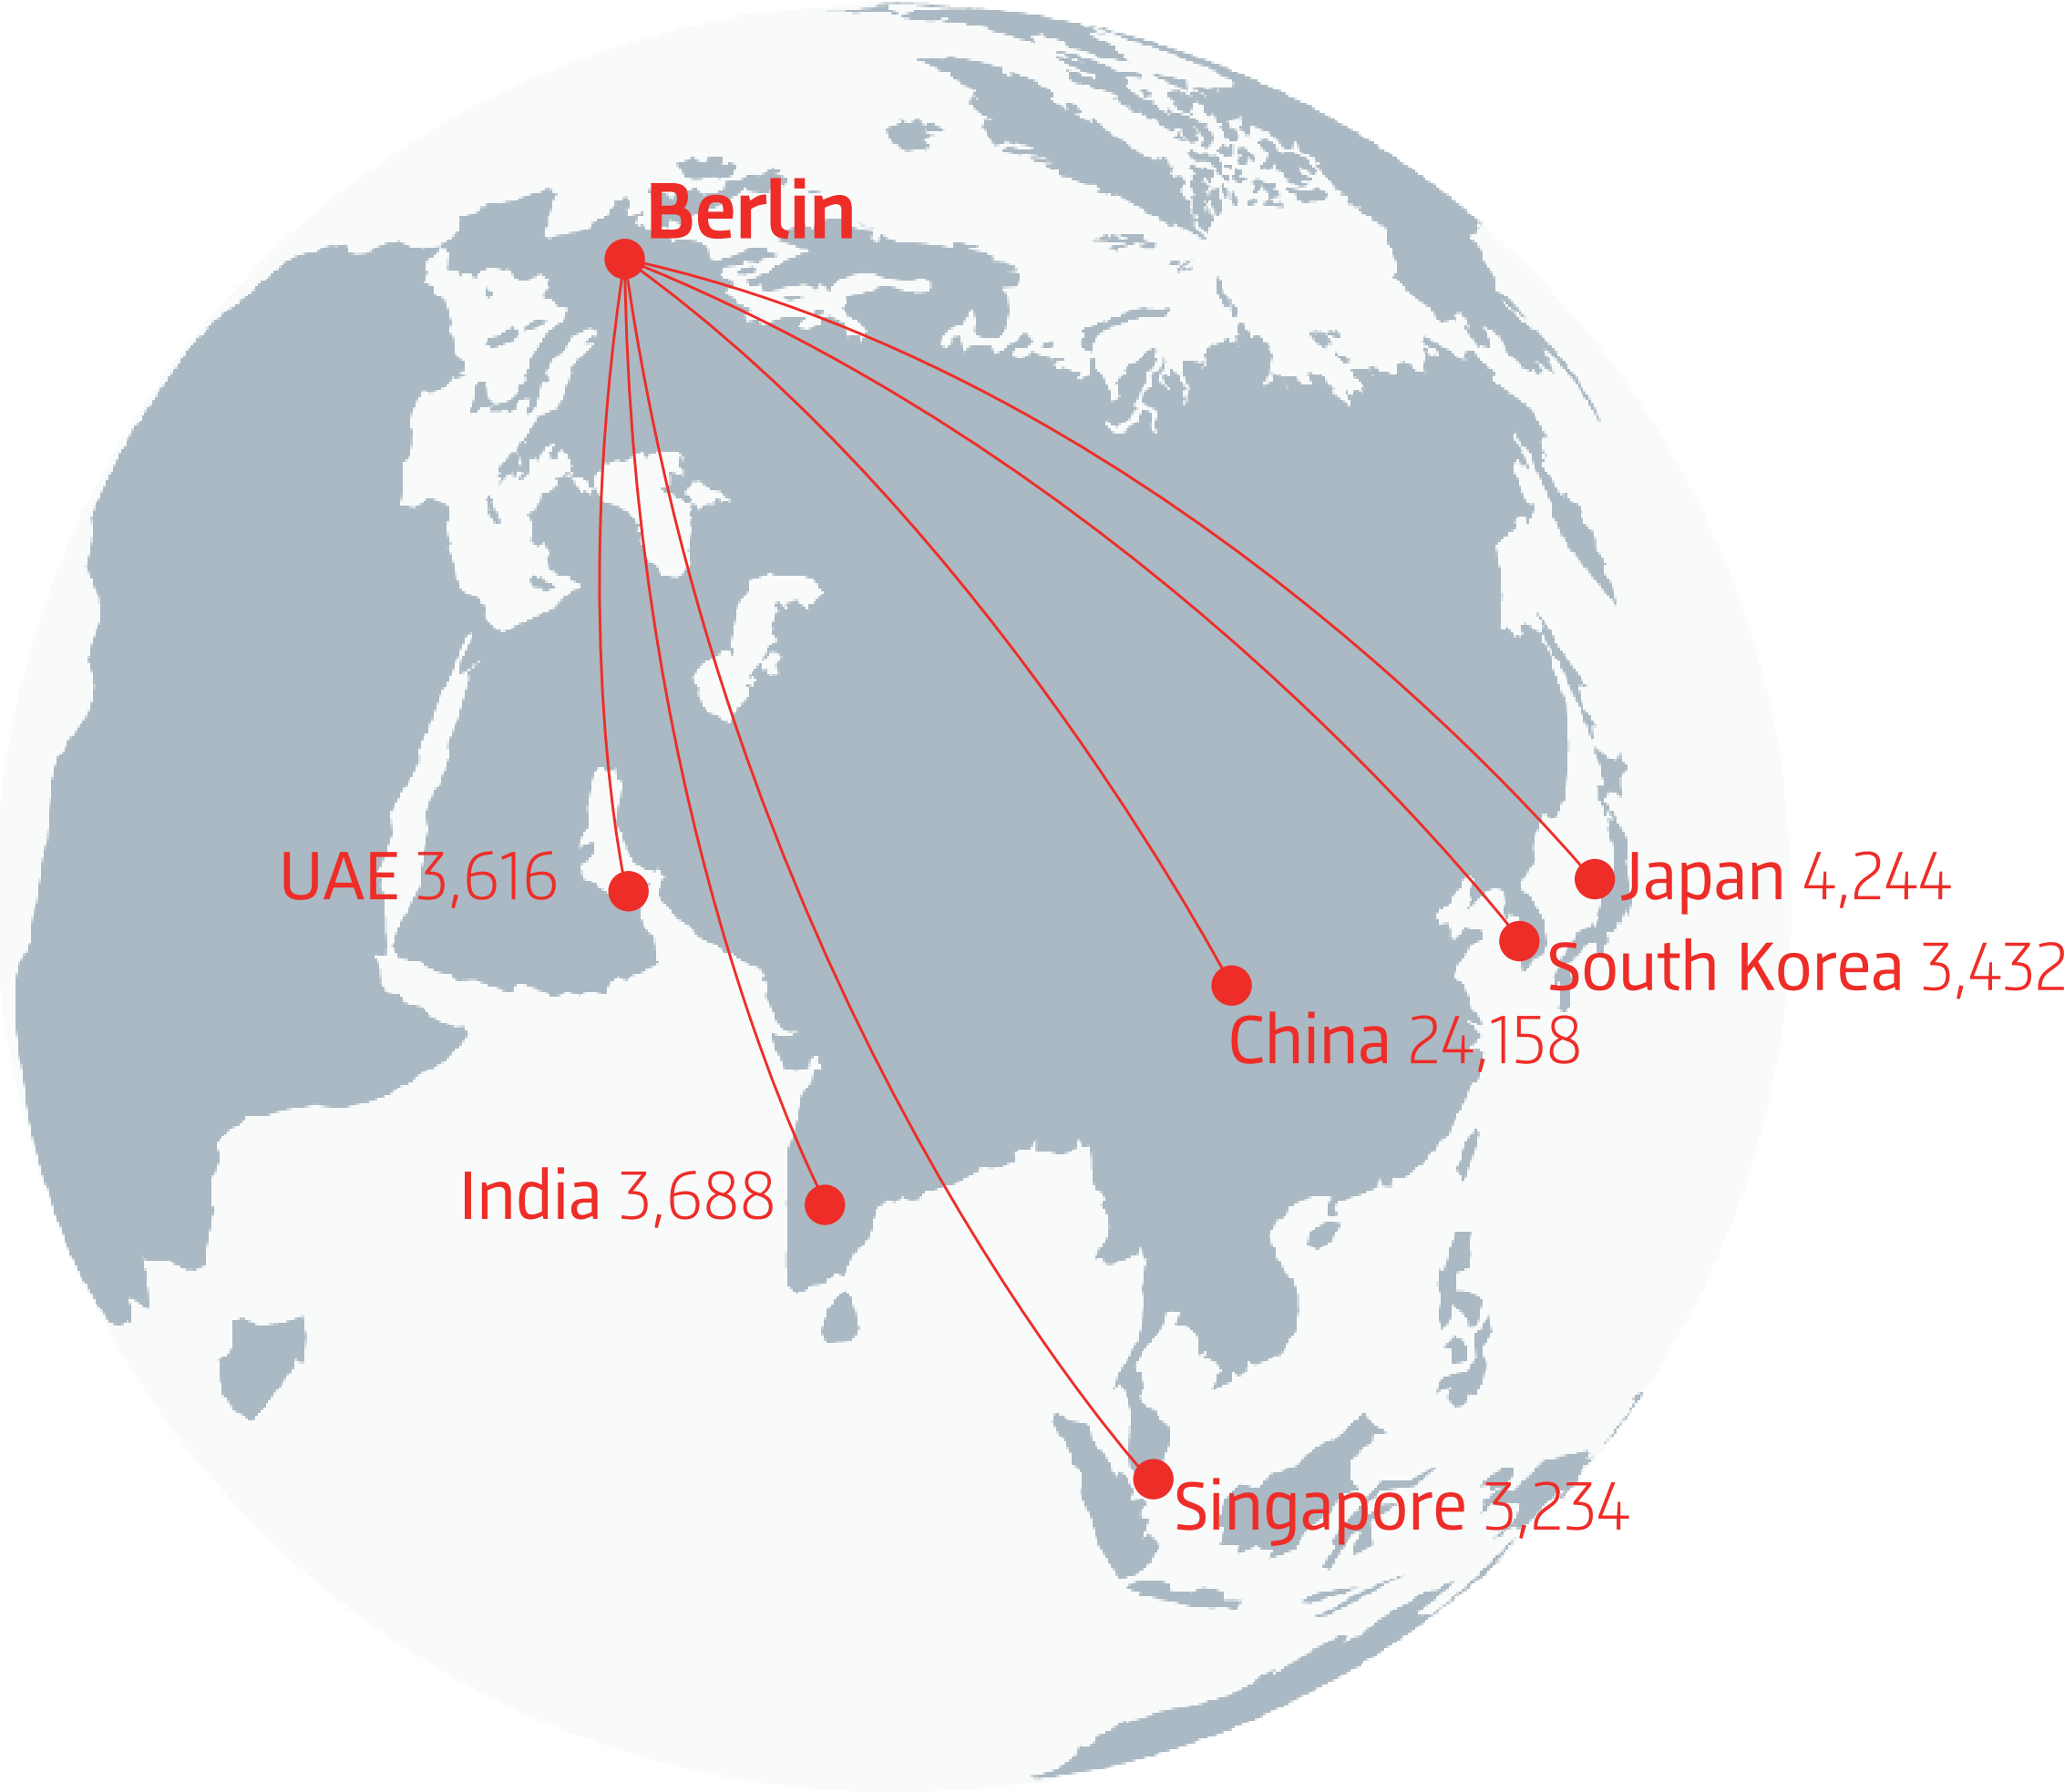 Berlin
UAE 3,616
Japan 4,244
South Korea 3,432
China 24,158
India 3,688
Singapore 3,234